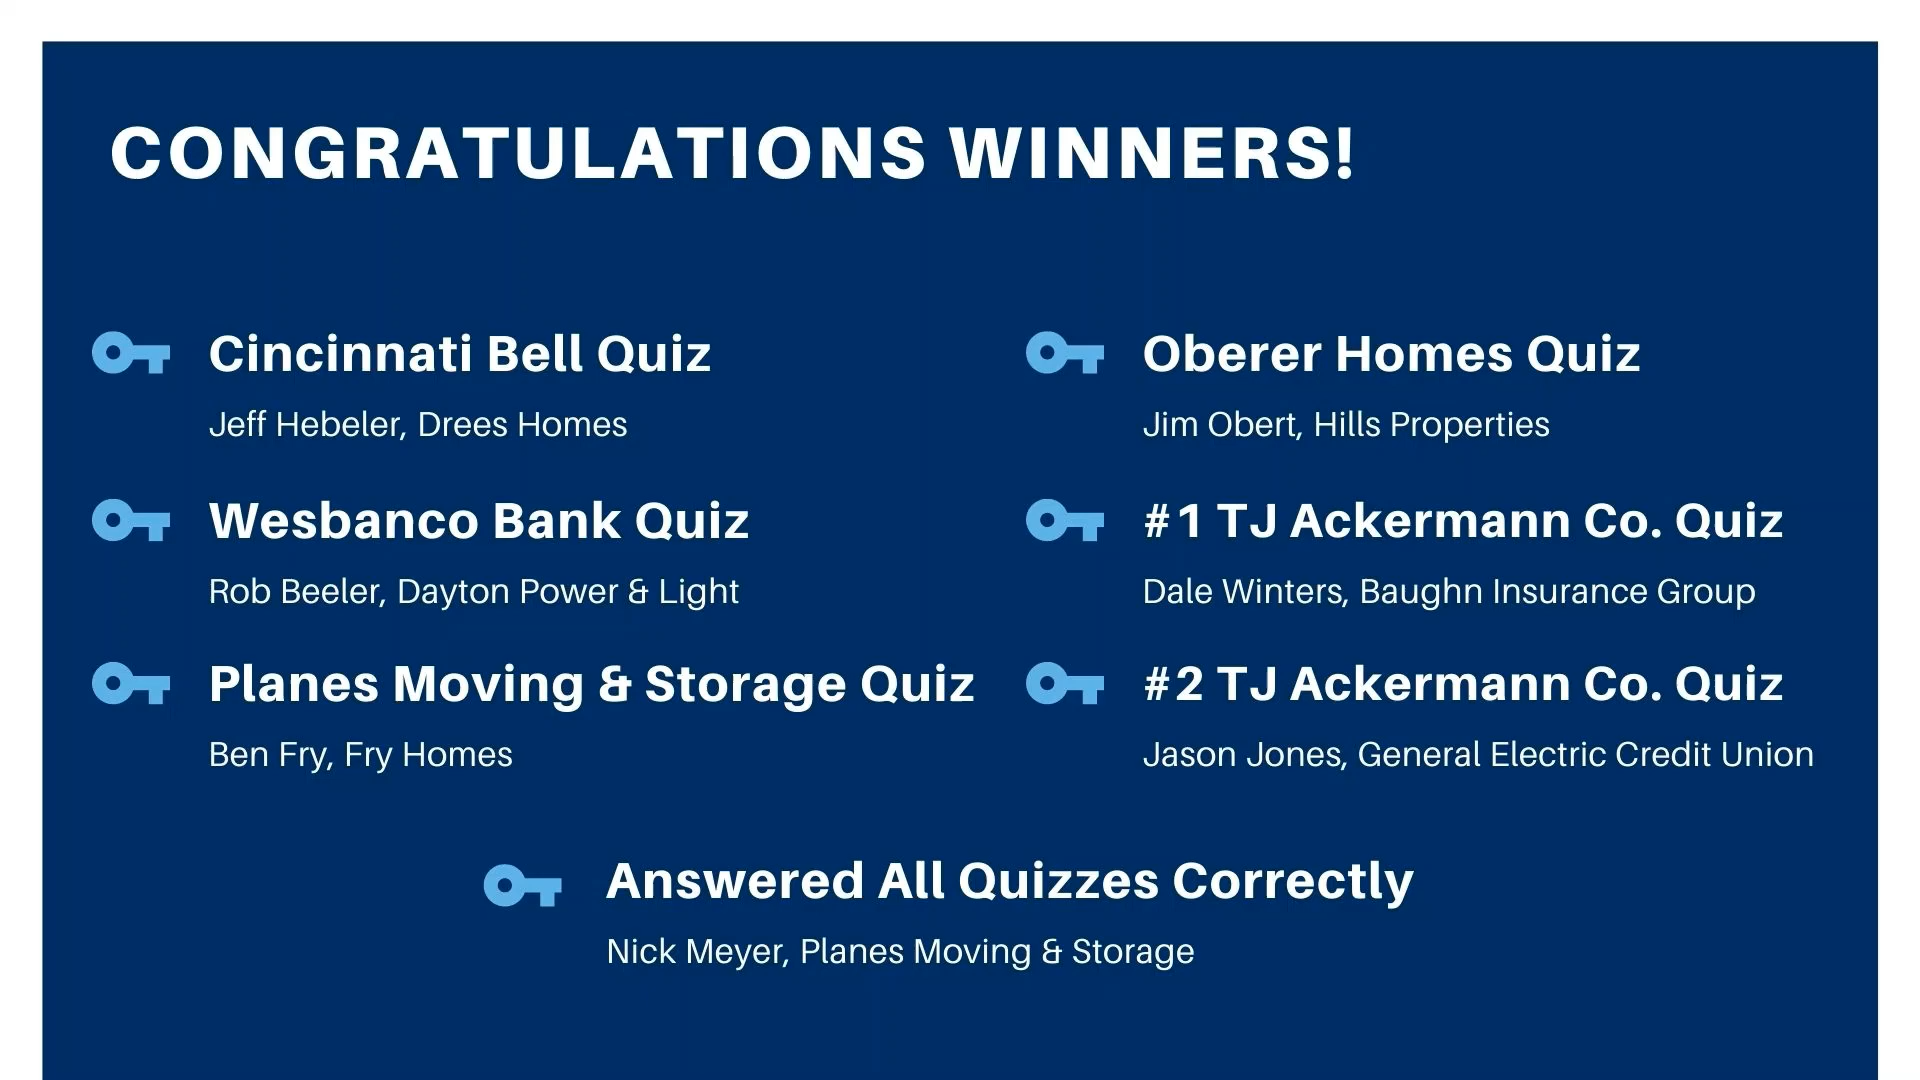 CONGRATULATIONS WINNERS!
Cincinnati Bell Quiz
Jeff Hebeler, Drees Homes
Wesbanco Bank Quiz
Rob Beeler, Dayton Power & Light
Planes Moving & Storage Quiz
Ben Fry, Fry Homes
Oberer Homes Quiz
Jim Obert, Hills Properties
#1 TJ Ackermann Co. Quiz
Dale Winters, Baughn Insurance Group
#2 TJ Ackermann Co. Quiz
Jason Jones, General Electric Credit Union
Answered All Quizzes Correctly
Nick Meyer, Planes Moving & Storage